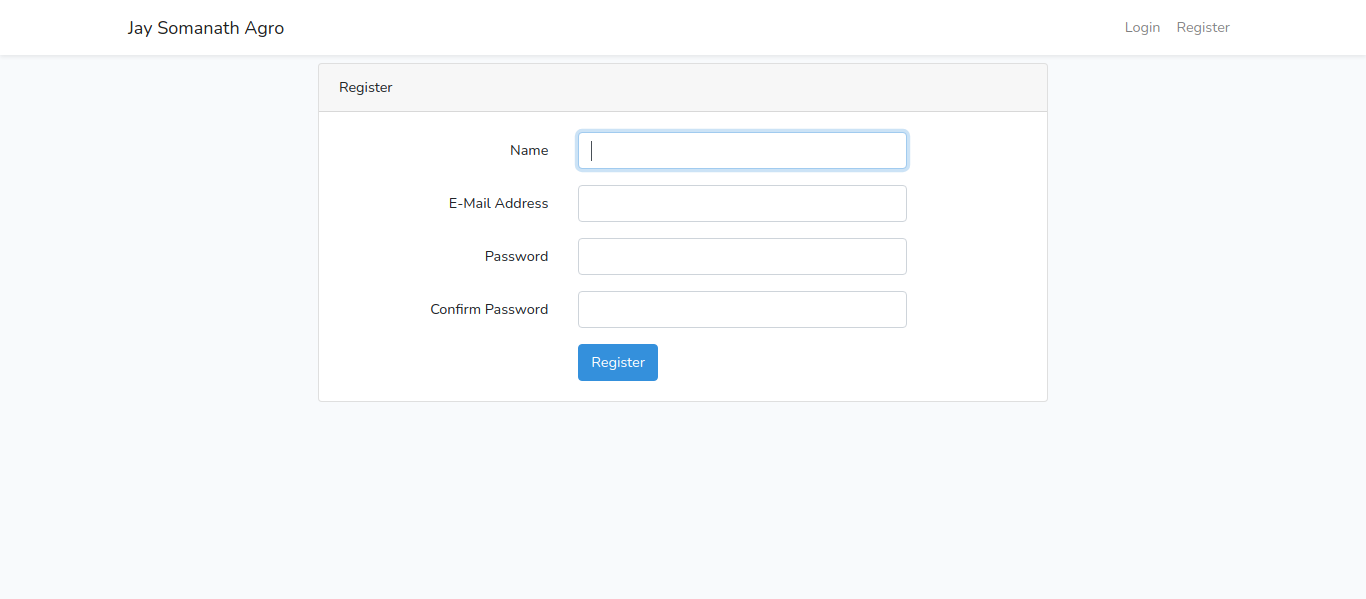 Jay Somanath Agro
Login Register
Register
Name
E-Mail Address
Password
Confirm Password
Register